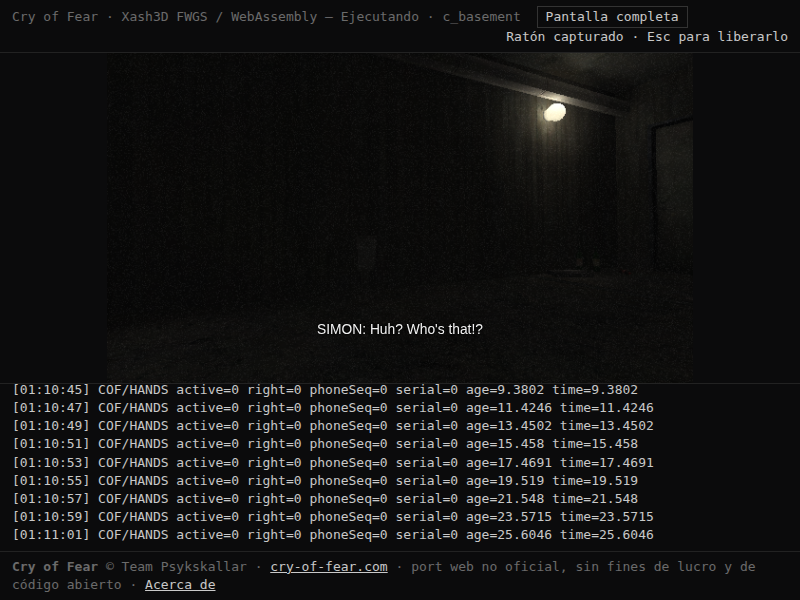 Cry of Fear · Xash3D FWGS / WebAssembly — Ejecutando · c_basement
Pantalla completa
Ratón capturado · Esc para liberarlo
SIMON: Huh? Who's that!?
[01:10:45] COF/HANDS active=0 right=0 phoneSeq=0 serial=0 age=9.3802 time=9.3802
[01:10:47] COF/HANDS active=0 right=0 phoneSeq=0 serial=0 age=11.4246 time=11.4246
[01:10:49] COF/HANDS active=0 right=0 phoneSeq=0 serial=0 age=13.4502 time=13.4502
[01:10:51] COF/HANDS active=0 right=0 phoneSeq=0 serial=0 age=15.458 time=15.458
[01:10:53] COF/HANDS active=0 right=0 phoneSeq=0 serial=0 age=17.4691 time=17.4691
[01:10:55] COF/HANDS active=0 right=0 phoneSeq=0 serial=0 age=19.519 time=19.519
[01:10:57] COF/HANDS active=0 right=0 phoneSeq=0 serial=0 age=21.548 time=21.548
[01:10:59] COF/HANDS active=0 right=0 phoneSeq=0 serial=0 age=23.5715 time=23.5715
[01:11:01] COF/HANDS active=0 right=0 phoneSeq=0 serial=0 age=25.6046 time=25.6046
Cry of Fear © Team Psykskallar · cry-of-fear.com · port web no oficial, sin fines de lucro y de
código abierto · Acerca de